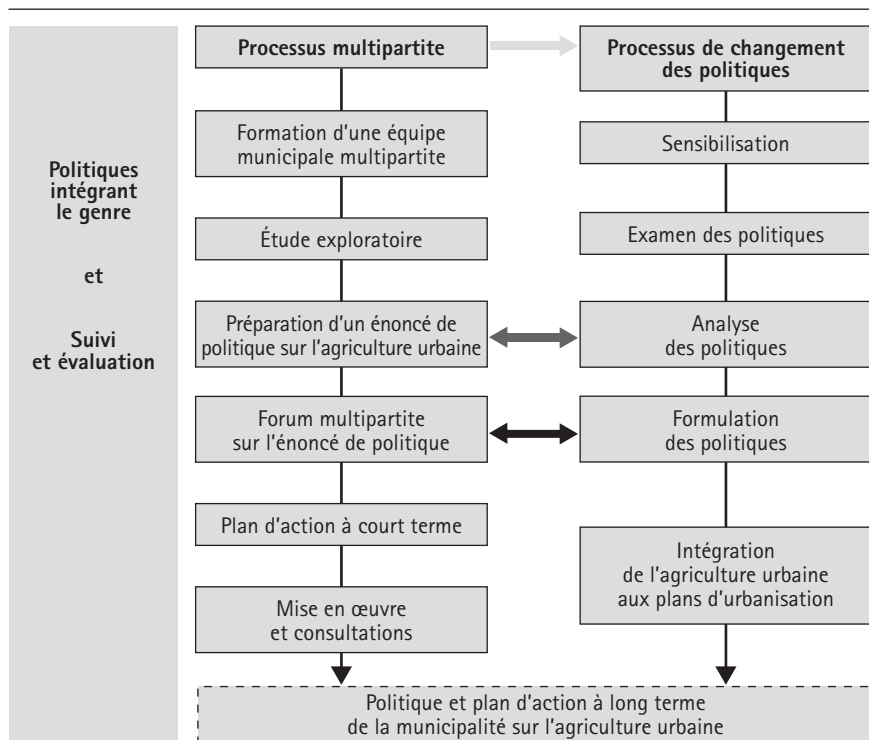 Politiques
intégrant
le genre
et
Suivi
et évaluation
Processus multipartite
Formation d'une équipe
municipale multipartite
Étude exploratoire
Préparation d'un énoncé de
politique sur l'agriculture urbaine
Forum multipartite
sur l'énoncé de politique
Plan d'action à court terme
Mise en œuvre
et consultations
Processus de changement
des politiques
Sensibilisation
Examen des politiques
Analyse
des politiques
Formulation
des politiques
Intégration
de l'agriculture urbaine
aux plans d'urbanisation
Politique et plan d'action à long terme
de la municipalité sur l'agriculture urbaine